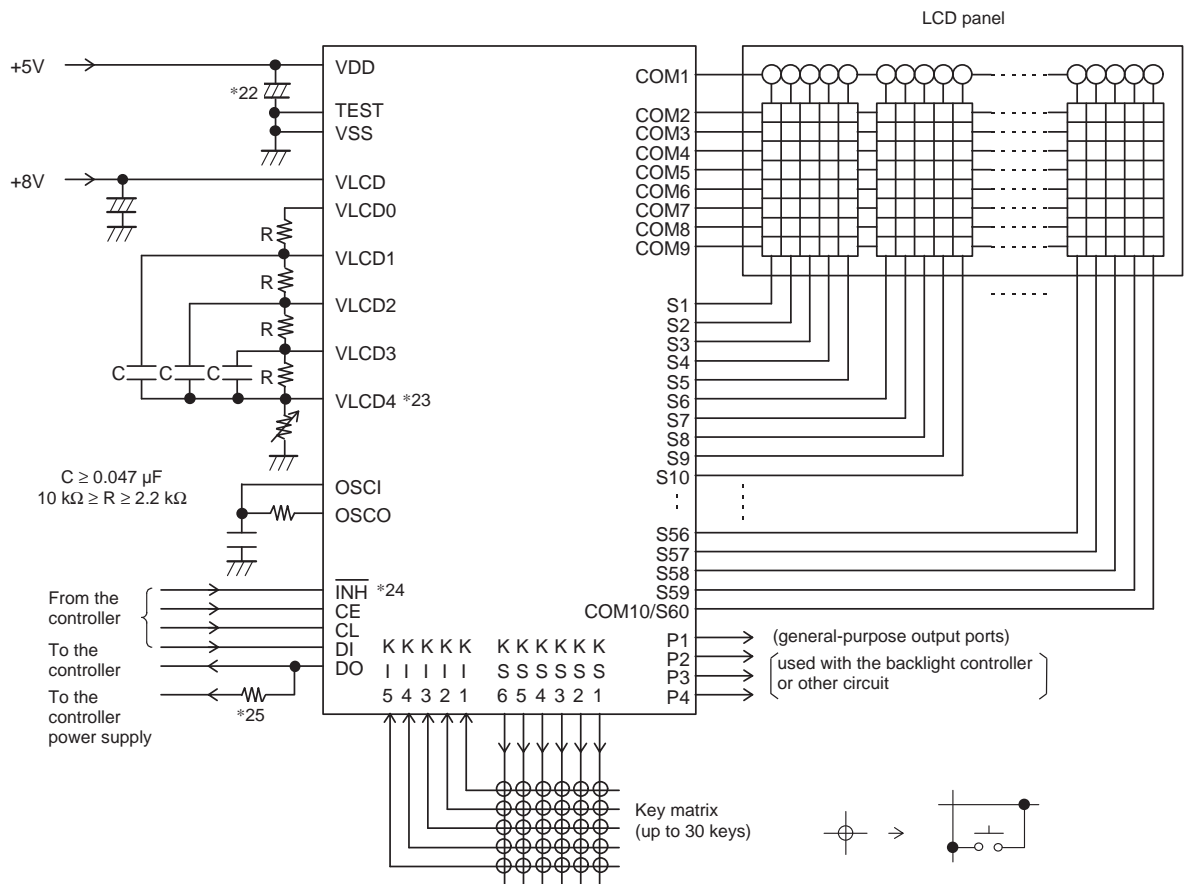 LCD panel
+5V
VDD
COM1
*22
TEST
VSS
COM2
COM3
COM4
COM5
COM6
COM7
COM8
COM9
+8V
VLCD
VLCD0
R
VLCD1
R
VLCD2
R
VLCD3
R
C
C
C
VLCD4 *23
C ≥ 0.047 µF
10 kΩ ≥ R ≥ 2.2 kΩ
OSCI
OSCO
S1
S2
S3
S4
S5
S6
S7
S8
S9
S10
S56
S57
S58
S59
COM10/S60
From the
controller
INH *24
CE
CL
DI
To the
controller
DO
To the
controller
power supply
*25
K K K K K K K K K K K
I I I I I S S S S S S
5 4 3 2 1 6 5 4 3 2 1
P1
P2
P3
P4
(general-purpose output ports)
used with the backlight controller
or other circuit
Key matrix
(up to 30 keys)